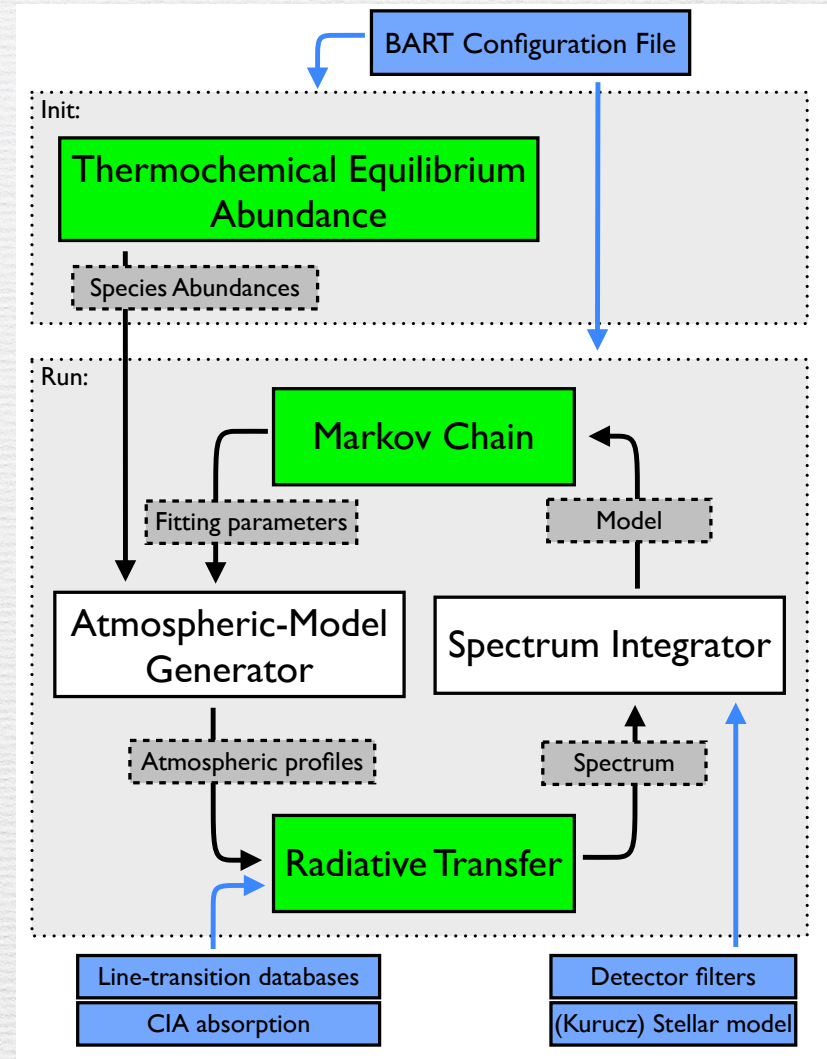 BART Configuration File
Init:
Thermochemical Equilibrium
Abundance
Species Abundances
Run:
Markov Chain
Fitting parameters
Model
Atmospheric-Model
Generator
Spectrum Integrator
Atmospheric profiles
Spectrum
Radiative Transfer
Line-transition databases
CIA absorption
Detector filters
(Kurucz) Stellar model